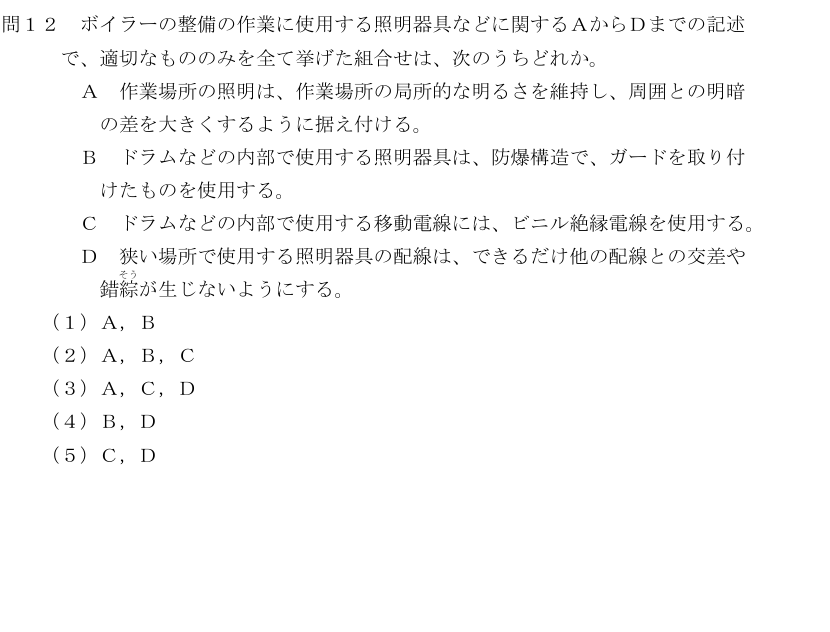 問１２　ボイラーの整備の作業に使用する照明器具などに関するＡからＤまでの記述
で、適切なもののみを全て挙げた組合せは、次のうちどれか。
Ａ　作業場所の照明は、作業場所の局所的な明るさを維持し、周囲との明暗
の差を大きくするように据え付ける。
Ｂ　ドラムなどの内部で使用する照明器具は、防爆構造で、ガードを取り付
けたものを使用する。
Ｃ　ドラムなどの内部で使用する移動電線には、ビニル絶縁電線を使用する。
Ｄ　狭い場所で使用する照明器具の配線は、できるだけ他の配線との交差や
そう
錯綜が生じないようにする。
（１）Ａ，Ｂ
（２）Ａ，Ｂ，Ｃ
（３）Ａ，Ｃ，Ｄ
（４）Ｂ，Ｄ
（５）Ｃ，Ｄ